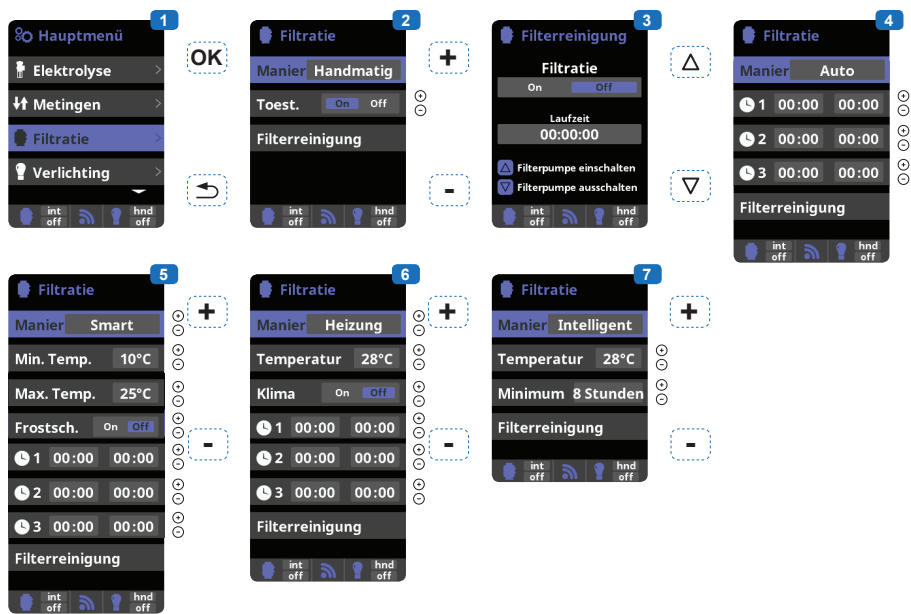 1
Hauptmenü
Elektrolyse
Metingen
Filtratie
Verlichting
int off
hnd off
OK
2
Filtratie
Manier Handmatig
Toest. On Off
Filterreinigung
int off
hnd off
+
-
3
Filterreinigung
Filtratie
On Off
Laufzeit
00:00:00
Filterpumpe einschalten
Filterpumpe ausschalten
int off
hnd off
4
Filtratie
Manier Auto
1 00:00 00:00
2 00:00 00:00
3 00:00 00:00
Filterreinigung
int off
hnd off
5
Filtratie
Manier Smart
Min. Temp. 10°C
Max. Temp. 25°C
Frostsch. On Off
1 00:00 00:00
2 00:00 00:00
3 00:00 00:00
Filterreinigung
int off
hnd off
+
-
6
Filtratie
Manier Heizung
Temperatur 28°C
Klima On Off
1 00:00 00:00
2 00:00 00:00
3 00:00 00:00
Filterreinigung
int off
hnd off
+
-
7
Filtratie
Manier Intelligent
Temperatur 28°C
Minimum 8 Stunden
Filterreinigung
int off
hnd off
+
-